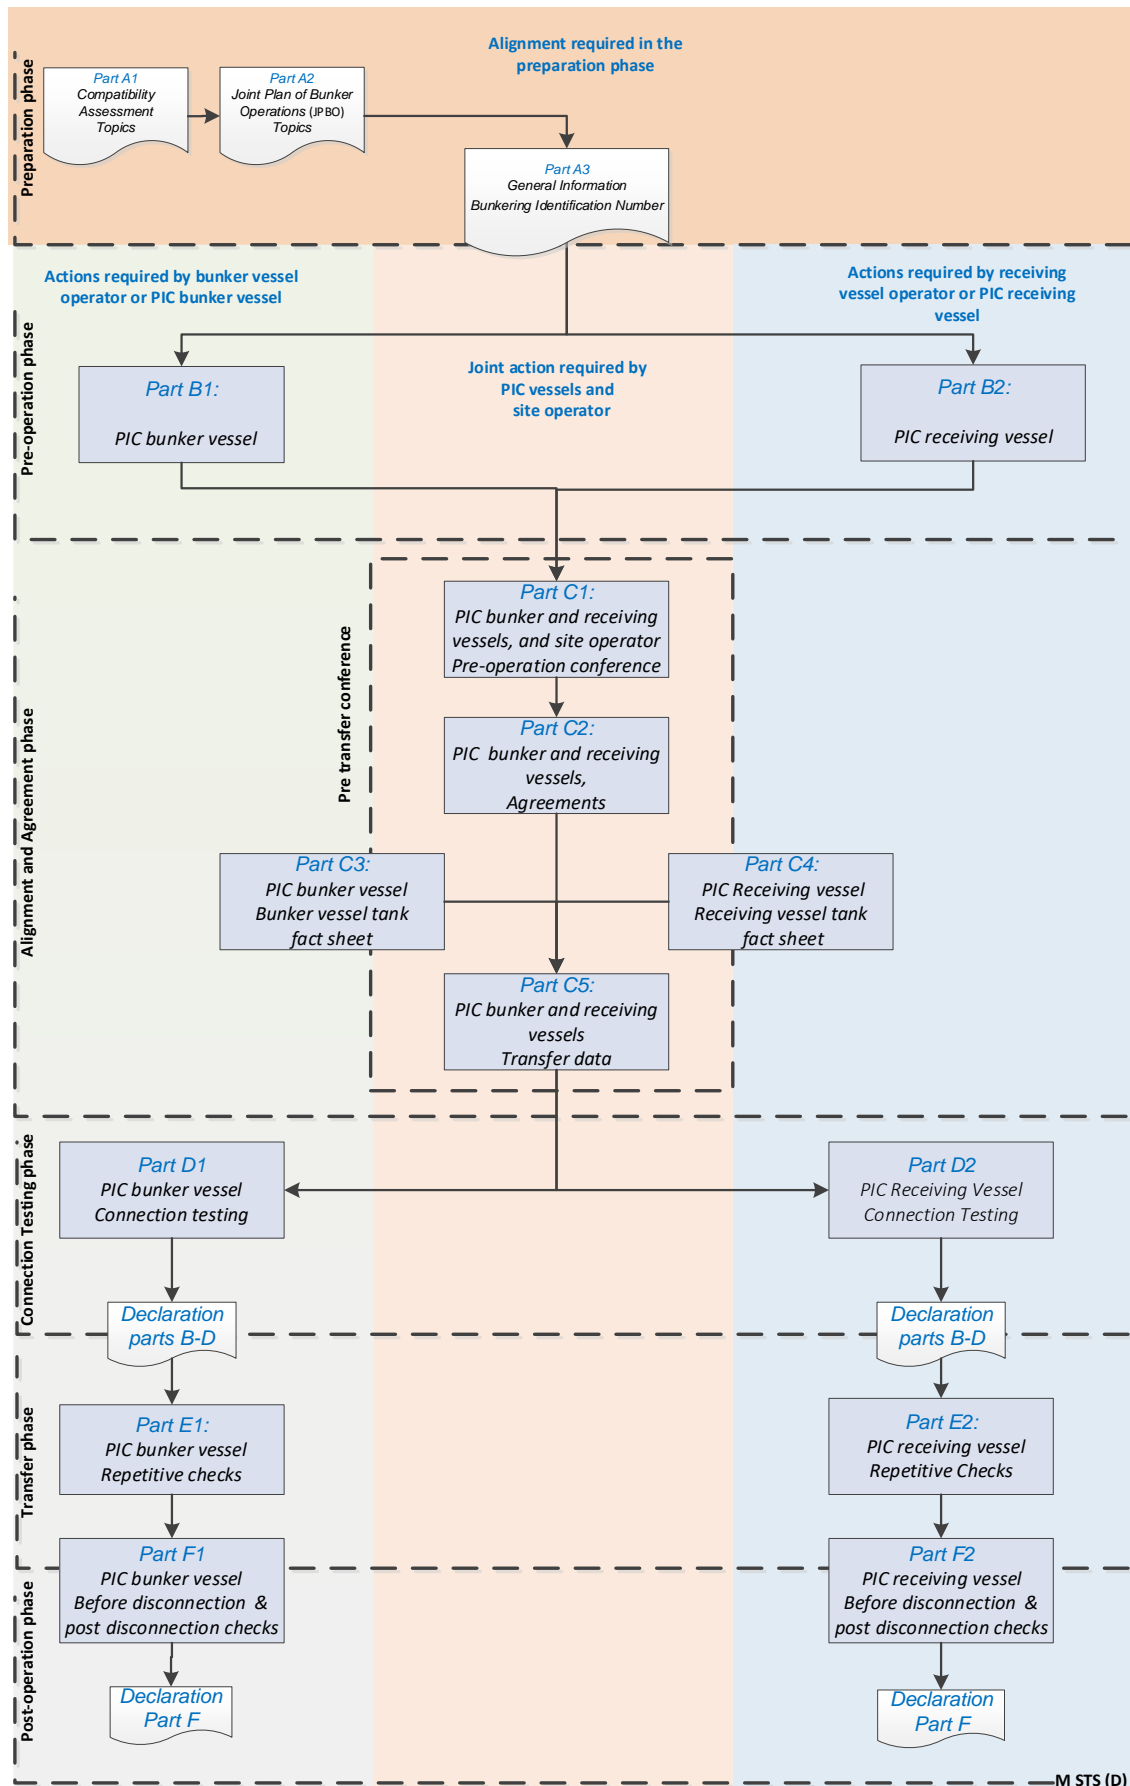 Alignment required in the
preparation phase
Preparation phase
Part A1
Compatibility
Assessment
Topics
Part A2
Joint Plan of Bunker
Operations (JPBO)
Topics
Part A3
General Information
Bunkering Identification Number
Actions required by bunker vessel
operator or PIC bunker vessel
Actions required by receiving
vessel operator or PIC receiving
vessel
Pre-operation phase
Joint action required by
PIC vessels and
site operator
Part B1:
PIC bunker vessel
Part B2:
PIC receiving vessel
Alignment and Agreement phase
Pre transfer conference
Part C1:
PIC bunker and receiving
vessels, and site operator
Pre-operation conference
Part C2:
PIC bunker and receiving
vessels,
Agreements
Part C3:
PIC bunker vessel
Bunker vessel tank
fact sheet
Part C4:
PIC Receiving vessel
Receiving vessel tank
fact sheet
Part C5:
PIC bunker and receiving
vessels
Transfer data
Connection Testing phase
Part D1
PIC bunker vessel
Connection testing
Part D2
PIC Receiving Vessel
Connection Testing
Declaration
parts B-D
Declaration
parts B-D
Transfer phase
Part E1:
PIC bunker vessel
Repetitive checks
Part E2:
PIC receiving vessel
Repetitive Checks
Post-operation phase
Part F1
PIC bunker vessel
Before disconnection &
post disconnection checks
Part F2
PIC receiving vessel
Before disconnection &
post disconnection checks
Declaration
Part F
Declaration
Part F
M STS (D)